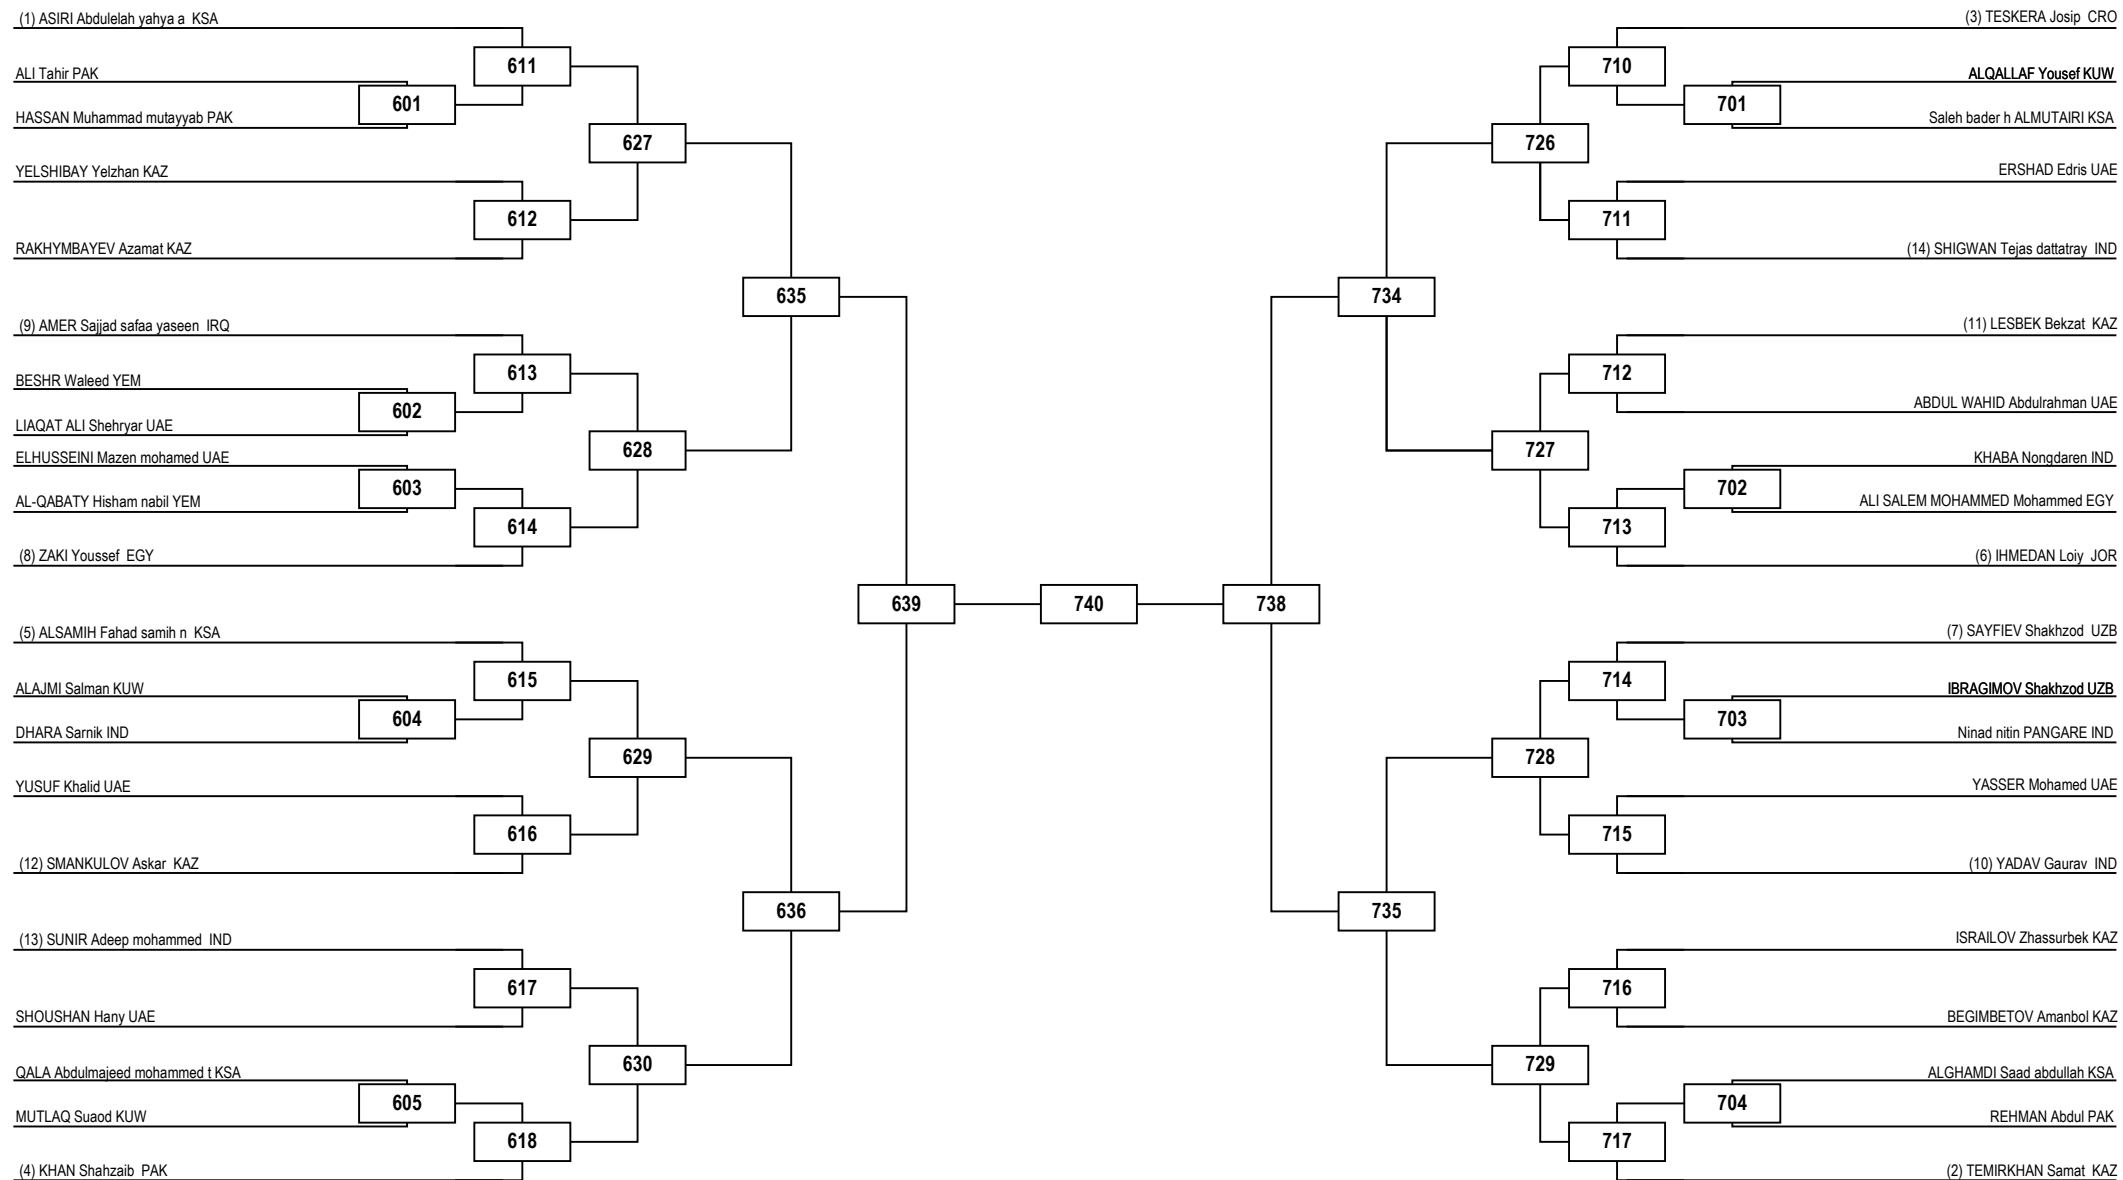 (1) ASIRI Abdulelah yahya a KSA
611
ALI Tahir PAK
601
HASSAN Muhammad mutayyab PAK
627
YELSHIBAY Yelzhan KAZ
612
RAKHYMBAYEV Azamat KAZ
635
(9) AMER Sajjad safaa yaseen IRQ
613
BESHR Waleed YEM
602
LIAQAT ALI Shehryar UAE
628
ELHUSSEINI Mazen mohamed UAE
603
AL-QABATY Hisham nabil YEM
614
(8) ZAKI Youssef EGY
639
(5) ALSAMIH Fahad samih n KSA
615
ALAJMI Salman KUW
604
DHARA Sarnik IND
629
YUSUF Khalid UAE
616
(12) SMANKULOV Askar KAZ
636
(13) SUNIR Adeep mohammed IND
617
SHOUSHAN Hany UAE
630
QALA Abdulmajeed mohammed t KSA
605
MUTLAQ Suaod KUW
618
(4) KHAN Shahzaib PAK
740
(3) TESKERA Josip CRO
710
ALQALLAF Yousef KUW
701
Saleh bader h ALMUTAIRI KSA
726
ERSHAD Edris UAE
711
(14) SHIGWAN Tejas dattatray IND
734
(11) LESBEK Bekzat KAZ
712
ABDUL WAHID Abdulrahman UAE
727
KHABA Nongdaren IND
702
ALI SALEM MOHAMMED Mohammed EGY
713
(6) IHMEDAN Loiy JOR
738
(7) SAYFIEV Shakhzod UZB
714
IBRAGIMOV Shakhzod UZB
703
Ninad nitin PANGARE IND
728
YASSER Mohamed UAE
715
(10) YADAV Gaurav IND
735
ISRAILOV Zhassurbek KAZ
716
BEGIMBETOV Amanbol KAZ
729
ALGHAMDI Saad abdullah KSA
704
REHMAN Abdul PAK
717
(2) TEMIRKHAN Samat KAZ